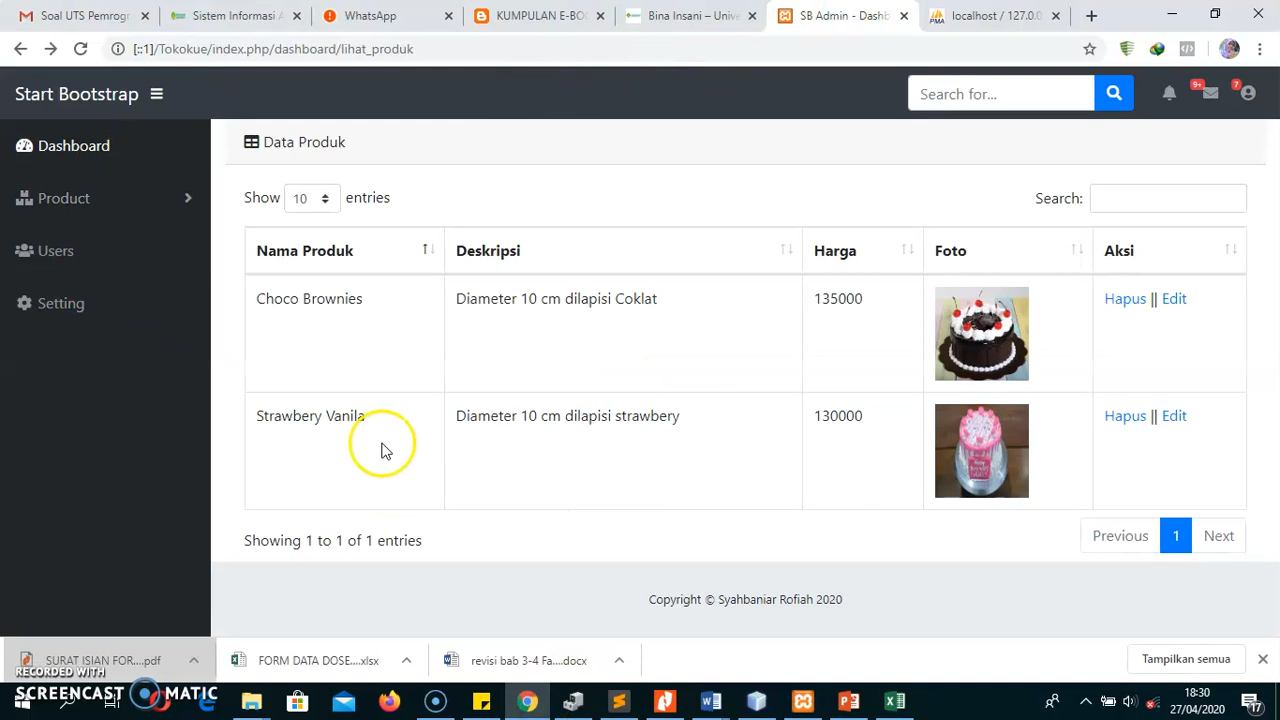 Soal UTS Pemrogr
Sistem Informasi A
WhatsApp
KUMPULAN E-BO
Bina Insani – Unive
SB Admin - Dashb
localhost / 127.0.0
[::1]/Tokokue/index.php/dashboard/lihat_produk
Start Bootstrap
Search for...
9+
7
Dashboard
Product
Users
Setting
Data Produk
Show 10 entries
Search:
Nama Produk Deskripsi Harga Foto Aksi
Choco Brownies Diameter 10 cm dilapisi Coklat 135000 Hapus || Edit
Strawbery Vanila Diameter 10 cm dilapisi strawbery 130000 Hapus || Edit
Showing 1 to 1 of 1 entries
Previous 1 Next
Copyright © Syahbaniar Rofiah 2020
SURAT ISIAN FOR....pdf
FORM DATA DOSE....xlsx
revisi bab 3-4 Fa....docx
Tampilkan semua
RECORDED WITH
SCREENCAST MATIC
18:30
27/04/2020
17